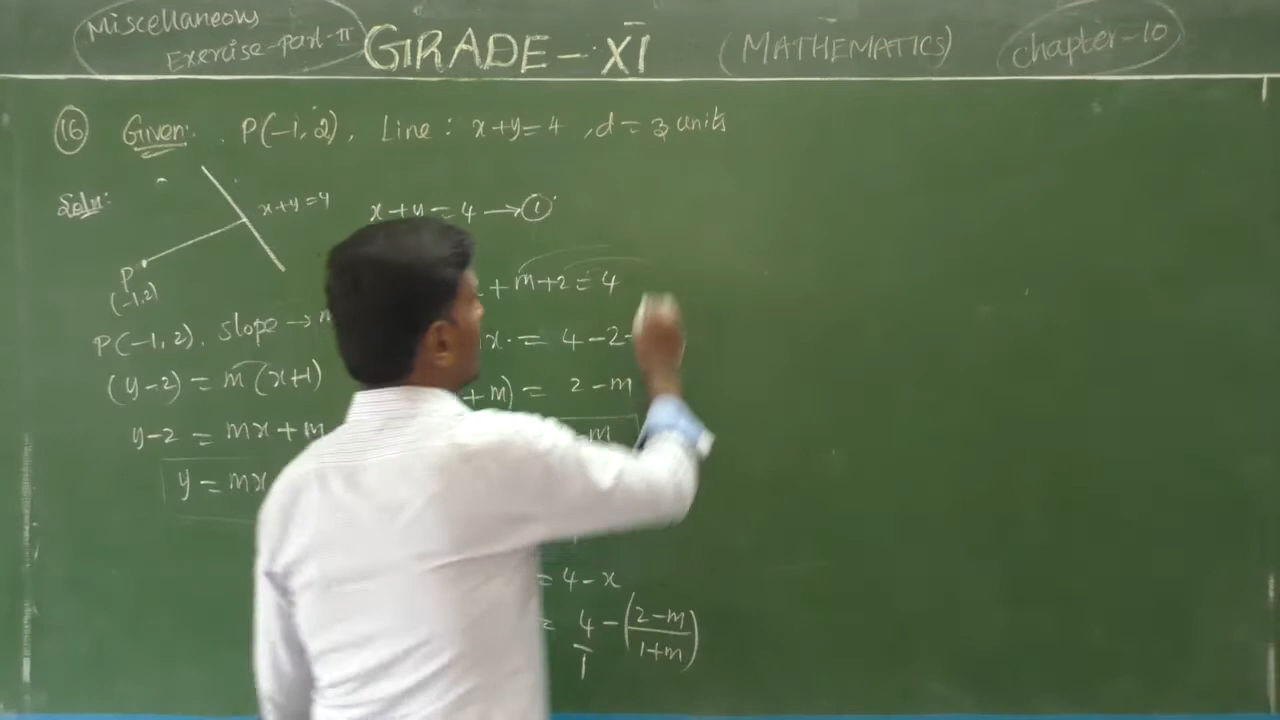 Miscellaneous
Exercise-part-II
GRADE - XI
(MATHEMATICS)
chapter-10
16 Given: P(-1, 2), Line: x+y=4, d = 3 units
Soln:
x+y=4
P
(-1,2)
P(-1,2), slope →
(y-2) = m(x+1)
y-2 = mx+m
y = mx
x+y=4 → 1
+m+2=4
x = 4-2-
+m) = 2-m
-m
= 4-x
= 4/1 - (2-m/1+m)